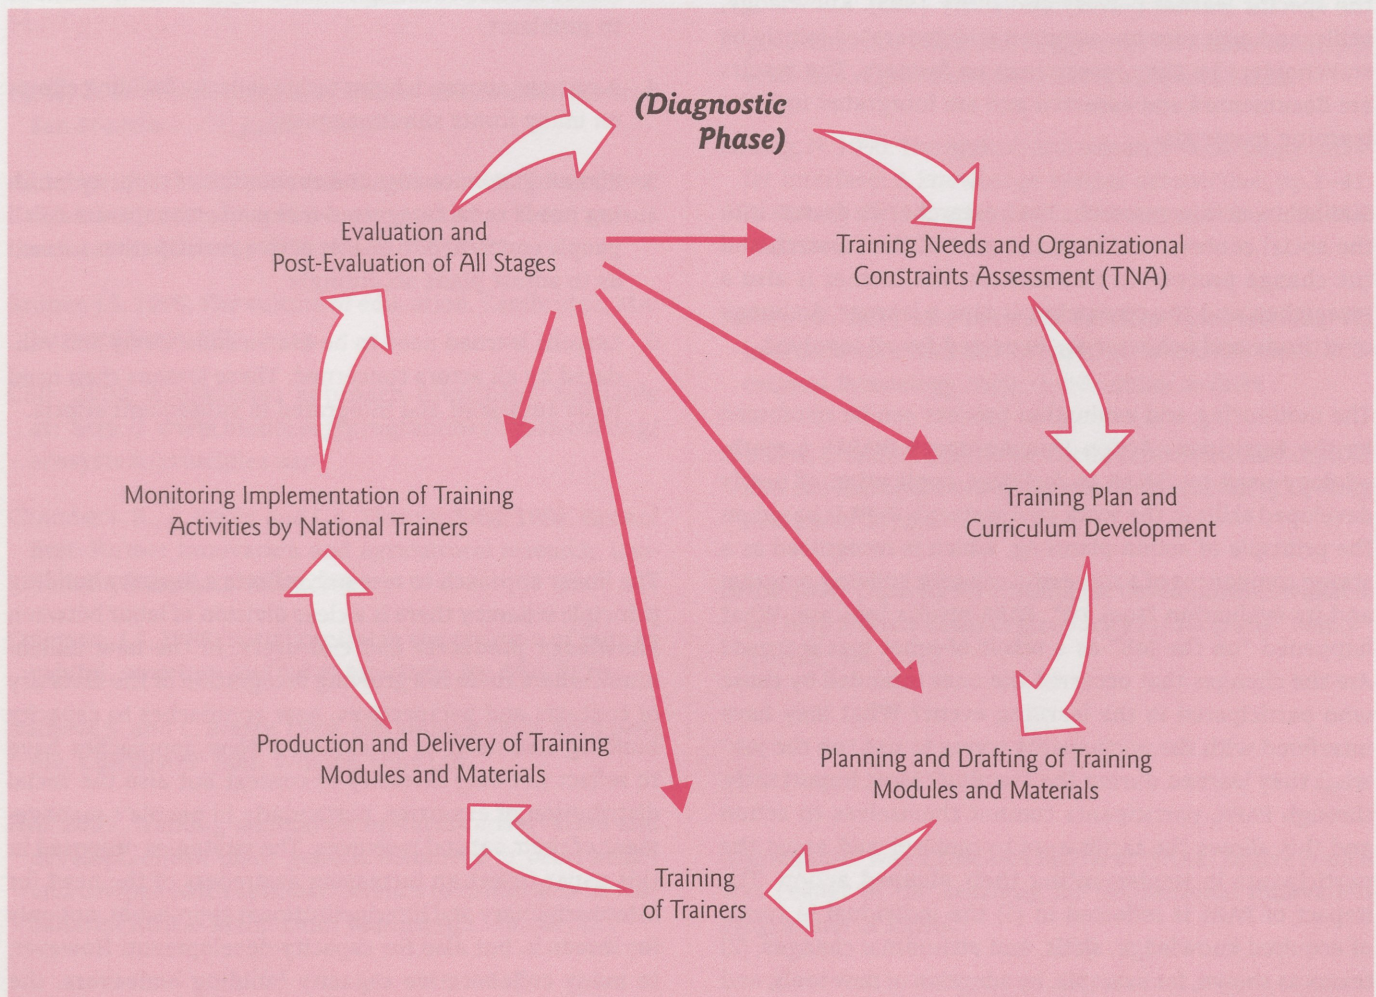 (Diagnostic
Phase)
Evaluation and
Post-Evaluation of All Stages
Training Needs and Organizational
Constraints Assessment (TNA)
Monitoring Implementation of Training
Activities by National Trainers
Training Plan and
Curriculum Development
Production and Delivery of Training
Modules and Materials
Planning and Drafting of Training
Modules and Materials
Training
of Trainers